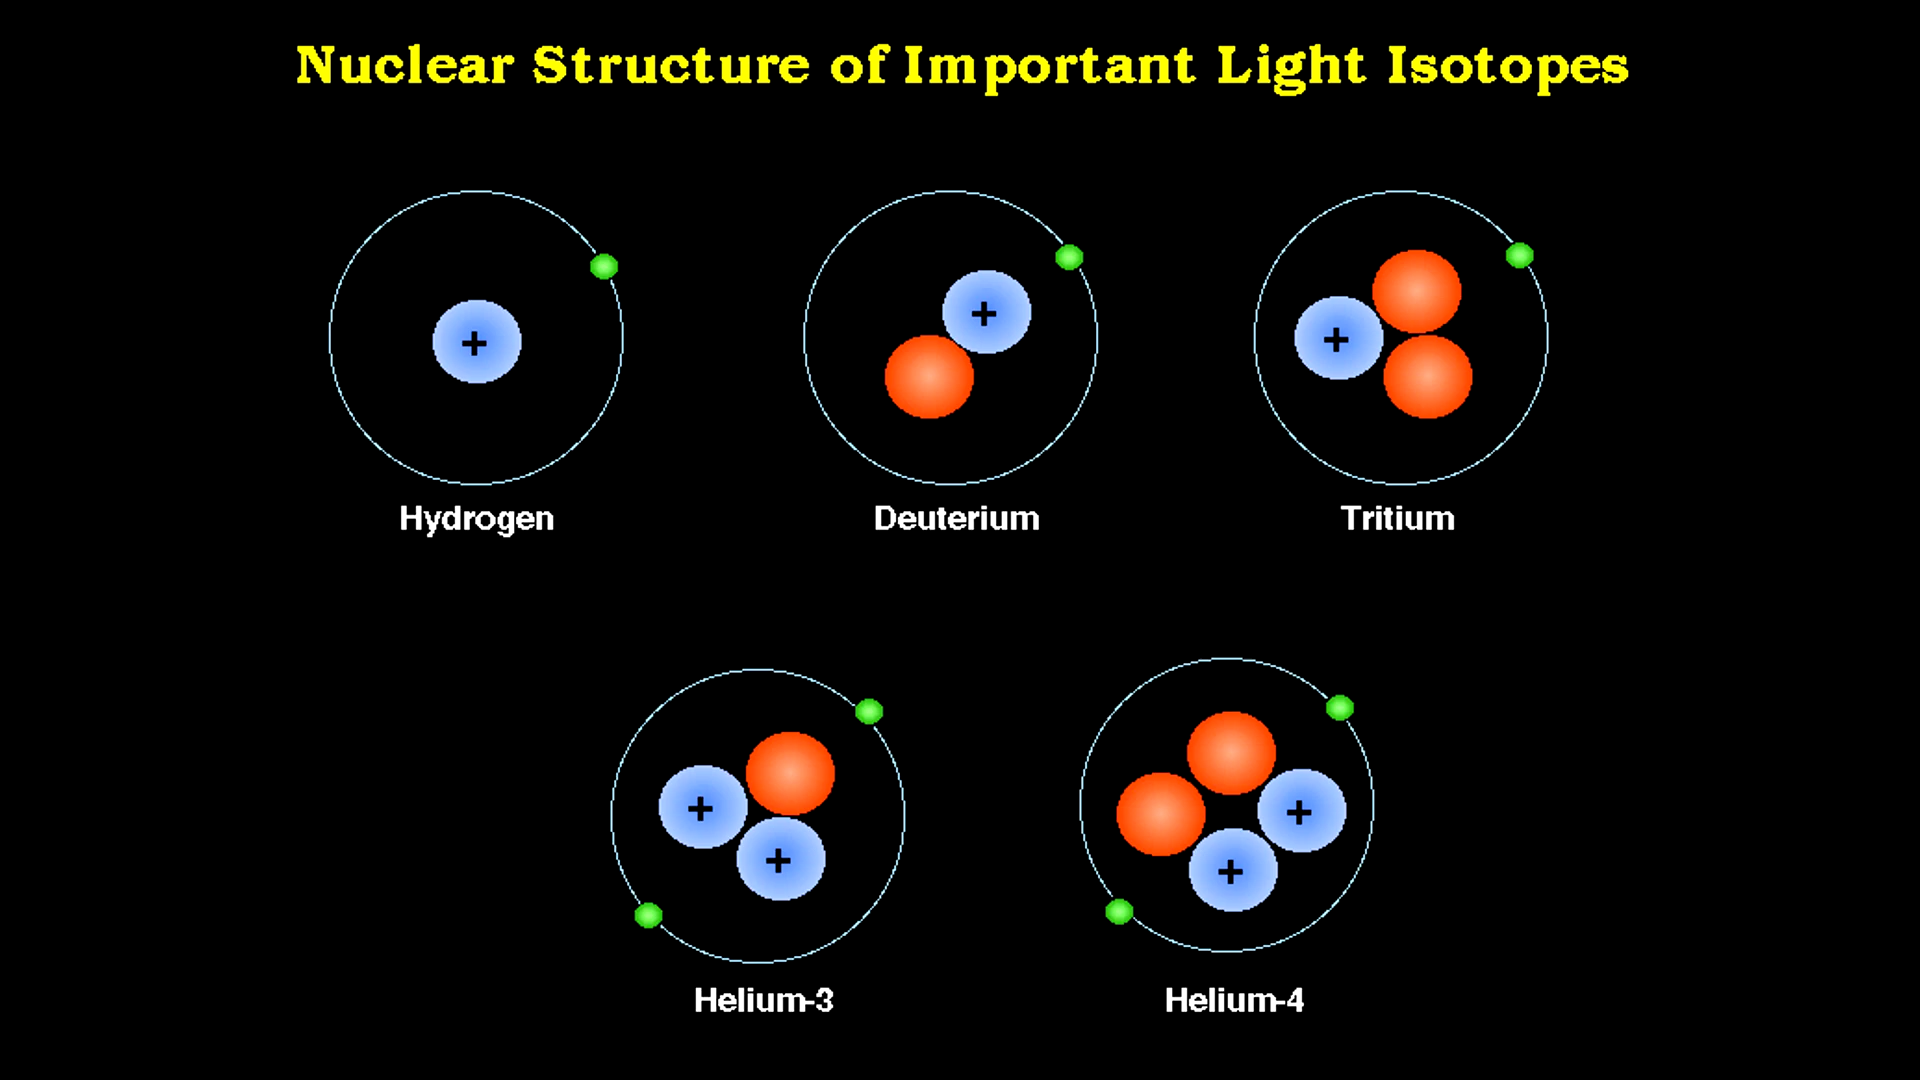 Nuclear Structure of Important Light Isotopes
+
+
+
Hydrogen
Deuterium
Tritium
+
+
+
+
Helium-3
Helium-4